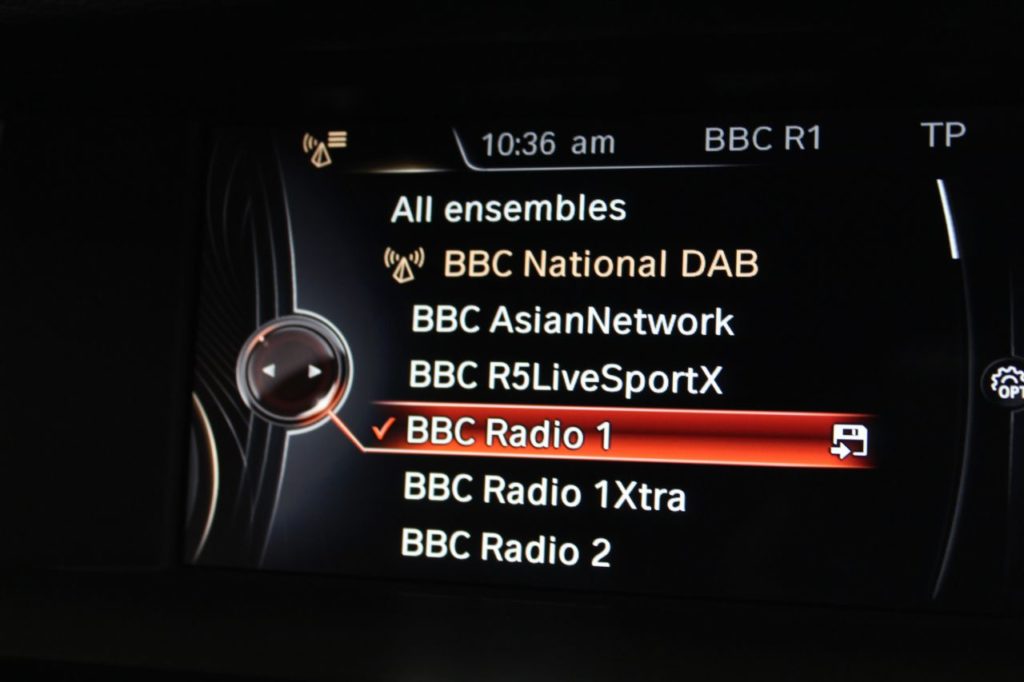 10:36 am BBC R1 TP
All ensembles
BBC National DAB
BBC AsianNetwork
BBC R5LiveSportX
BBC Radio 1
OPT
BBC Radio 1Xtra
BBC Radio 2